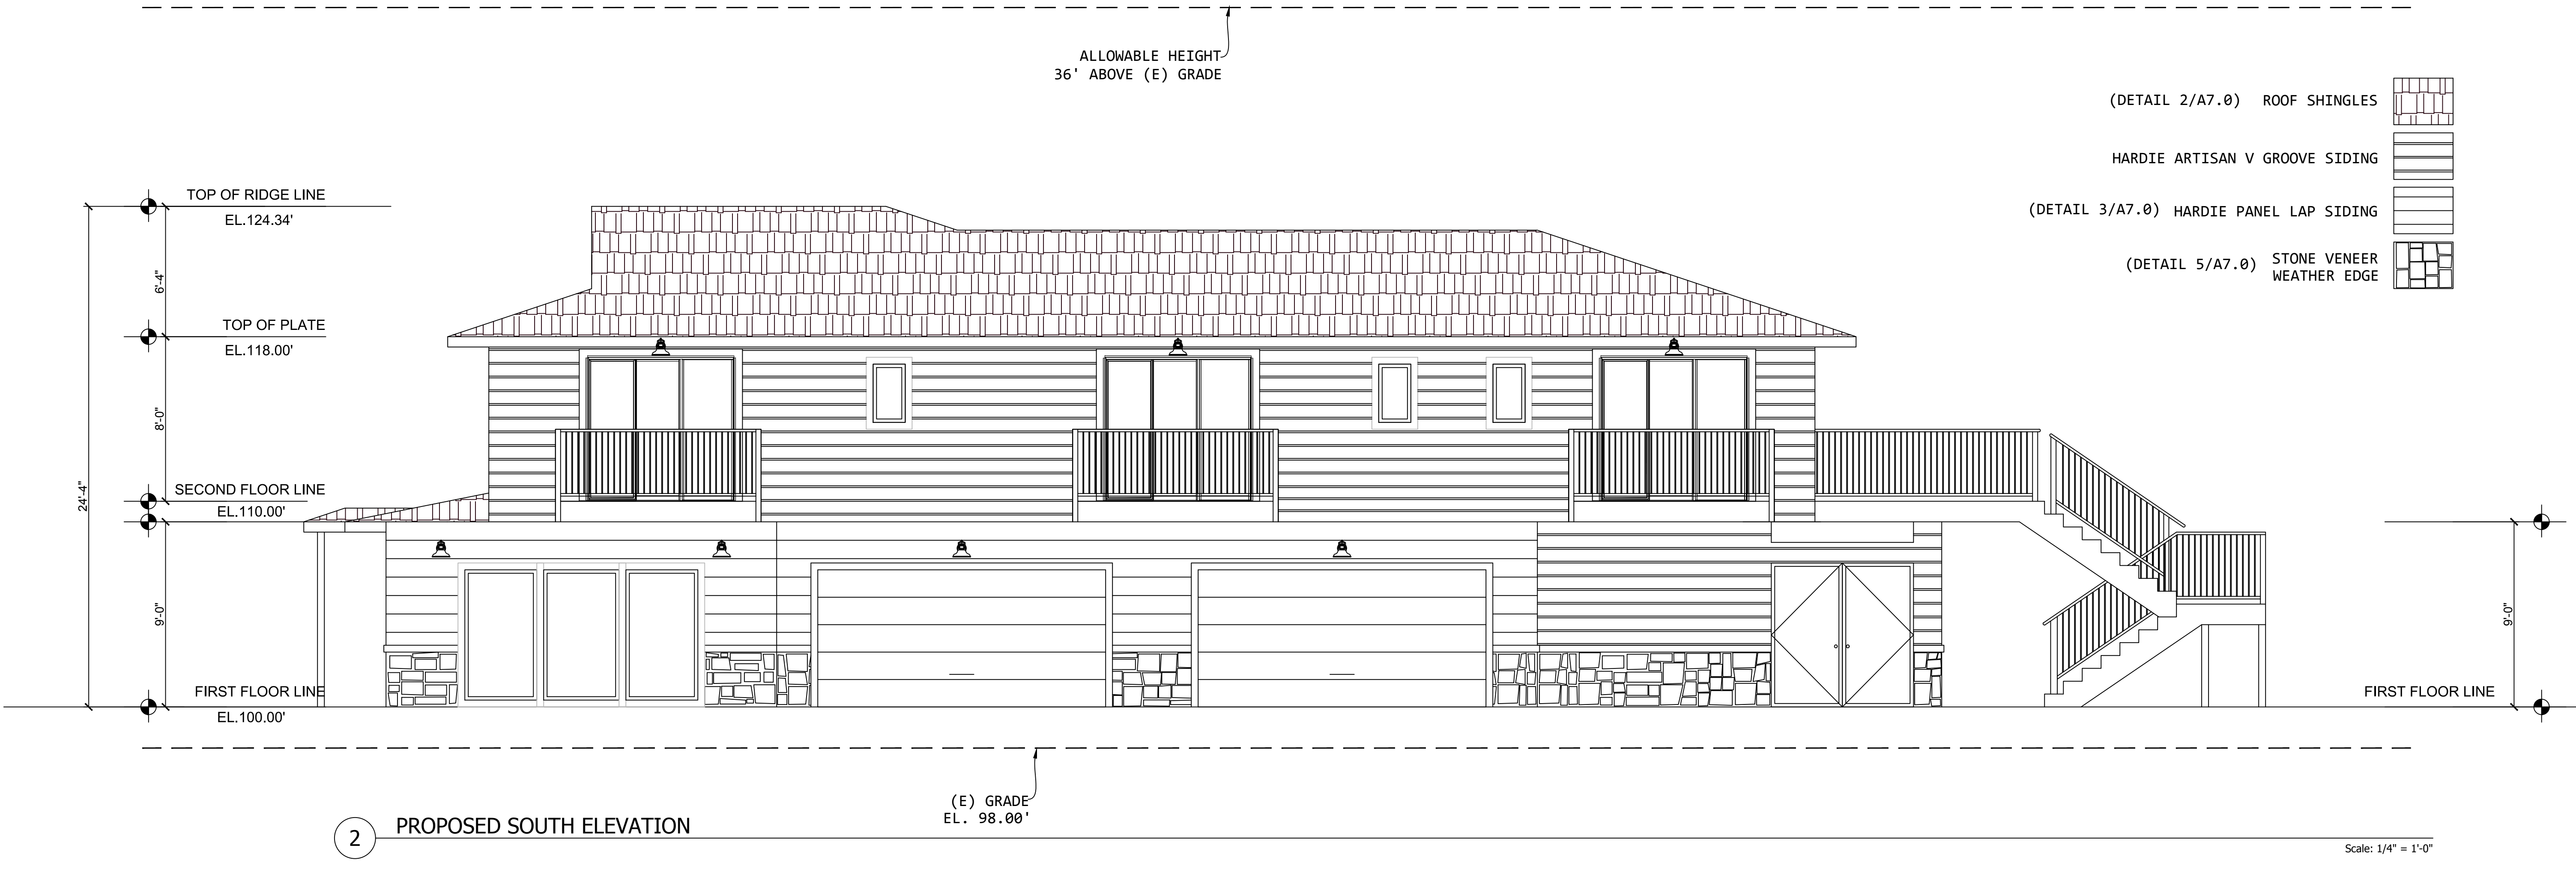 ALLOWABLE HEIGHT
36' ABOVE (E) GRADE
(DETAIL 2/A7.0) ROOF SHINGLES
HARDIE ARTISAN V GROOVE SIDING
(DETAIL 3/A7.0) HARDIE PANEL LAP SIDING
(DETAIL 5/A7.0) STONE VENEER
WEATHER EDGE
TOP OF RIDGE LINE
EL.124.34'
6'-4"
TOP OF PLATE
EL.118.00'
8'-0"
24'-4"
SECOND FLOOR LINE
EL.110.00'
9'-0"
FIRST FLOOR LINE
EL.100.00'
9'-0"
FIRST FLOOR LINE
(E) GRADE
EL. 98.00'
2 PROPOSED SOUTH ELEVATION
Scale: 1/4" = 1'-0"